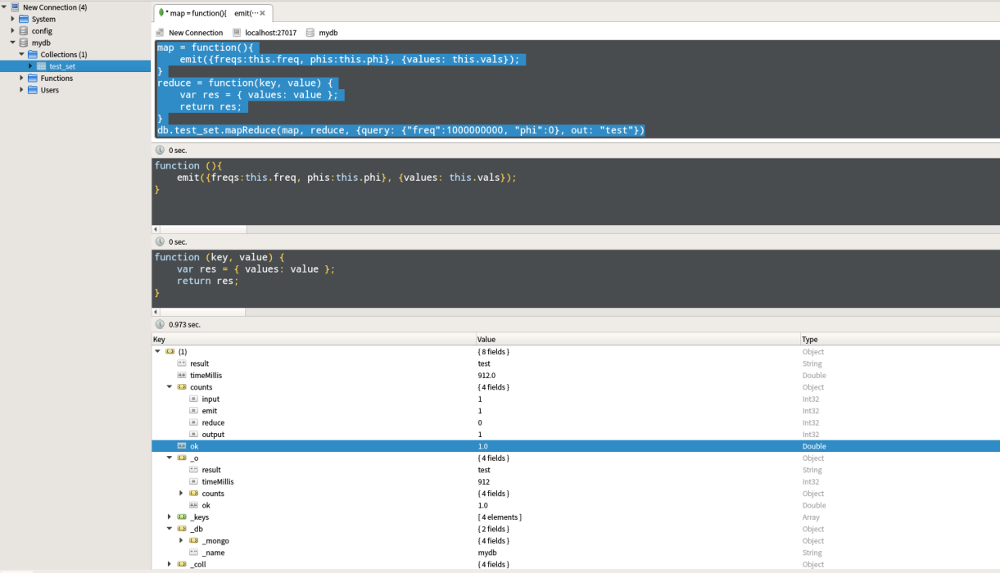 New Connection (4)
System
config
mydb
Collections (1)
test_set
Functions
Users
* map = function(){    emit(···
New Connection localhost:27017 mydb
map = function(){
    emit({freqs:this.freq, phis:this.phi}, {values: this.vals});
}
reduce = function(key, value) {
    var res = { values: value };
    return res;
}
db.test_set.mapReduce(map, reduce, {query: {"freq":1000000000, "phi":0}, out: "test"})
0 sec.
function (){
    emit({freqs:this.freq, phis:this.phi}, {values: this.vals});
}
0 sec.
function (key, value) {
    var res = { values: value };
    return res;
}
0.973 sec.
Key Value Type
(1) { 8 fields } Object
result test String
timeMillis 912.0 Double
counts { 4 fields } Object
input 1 Int32
emit 1 Int32
reduce 0 Int32
output 1 Int32
ok 1.0 Double
_o { 4 fields } Object
result test String
timeMillis 912 Int32
counts { 4 fields } Object
ok 1.0 Double
_keys [ 4 elements ] Array
_db { 2 fields } Object
_mongo { 4 fields } Object
_name mydb String
_coll { 4 fields } Object